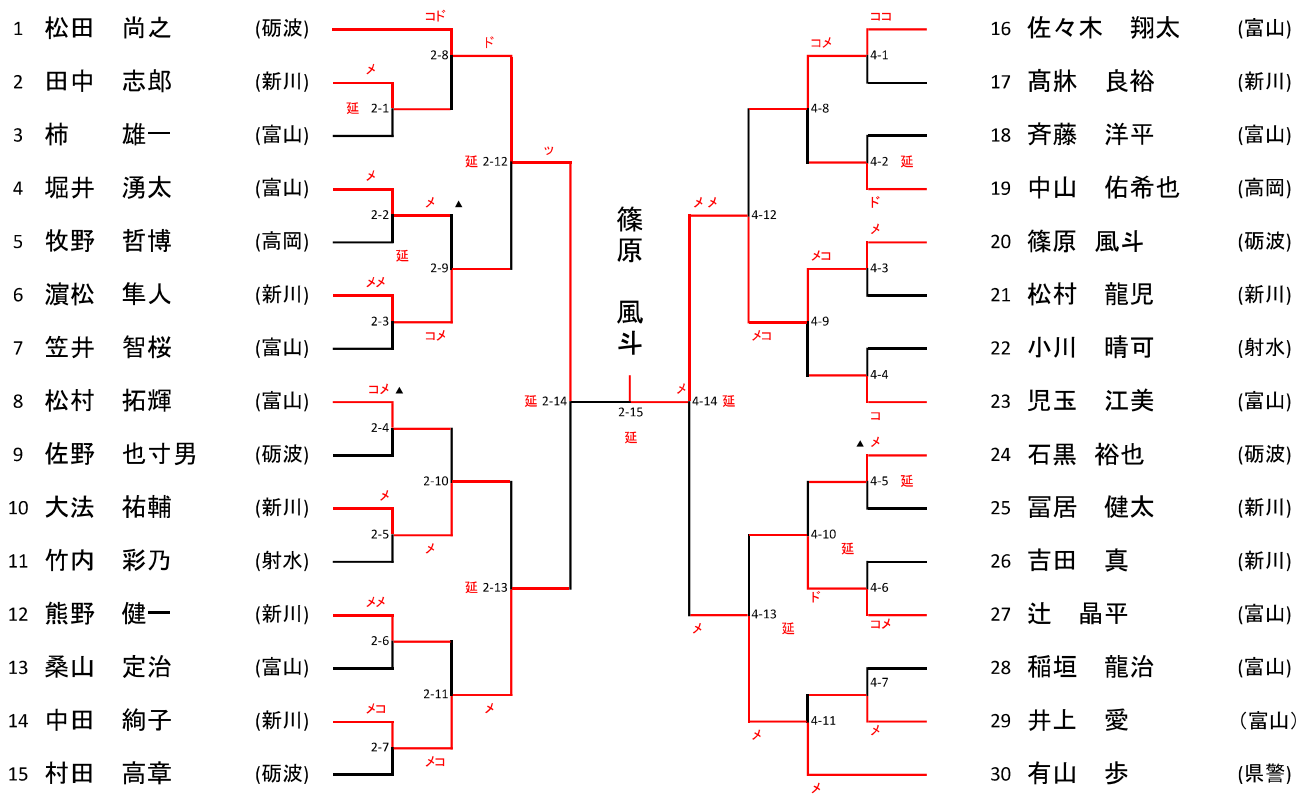 1 松田 尚之 (砺波)
2 田中 志郎 (新川)
3 柿 雄一 (富山)
4 堀井 湧太 (富山)
5 牧野 哲博 (高岡)
6 濵松 隼人 (新川)
7 笠井 智桜 (富山)
8 松村 拓輝 (富山)
9 佐野 也寸男 (砺波)
10 大法 祐輔 (新川)
11 竹内 彩乃 (射水)
12 熊野 健一 (新川)
13 桑山 定治 (富山)
14 中田 絢子 (新川)
15 村田 高章 (砺波)
コド
2-8
ド
メ
延 2-1
延 2-12
ッ
メ
2-2
メ ▲
延
2-9
メメ
2-3
コメ
コメ ▲
2-4
延 2-14
2-10
メ
2-5
メ
延 2-13
メメ
2-6
2-11
メ
メコ
2-7
メコ
篠原 風斗
2-15
延
ココ
コメ
4-1
4-8
4-2 延
ド
4-12
メメ
メ
メコ
4-3
4-9
メコ
4-4
コ
メ
4-14 延
▲ メ
4-5 延
4-10
延
ド
4-6
コメ
4-13
延
メ
4-7
メ
4-11
メ
メ
16 佐々木 翔太 (富山)
17 髙牀 良裕 (新川)
18 斉藤 洋平 (富山)
19 中山 佑希也 (高岡)
20 篠原 風斗 (砺波)
21 松村 龍児 (新川)
22 小川 晴可 (射水)
23 児玉 江美 (富山)
24 石黒 裕也 (砺波)
25 冨居 健太 (新川)
26 吉田 真 (新川)
27 辻 晶平 (富山)
28 稲垣 龍治 (富山)
29 井上 愛 （富山）
30 有山 歩 (県警)